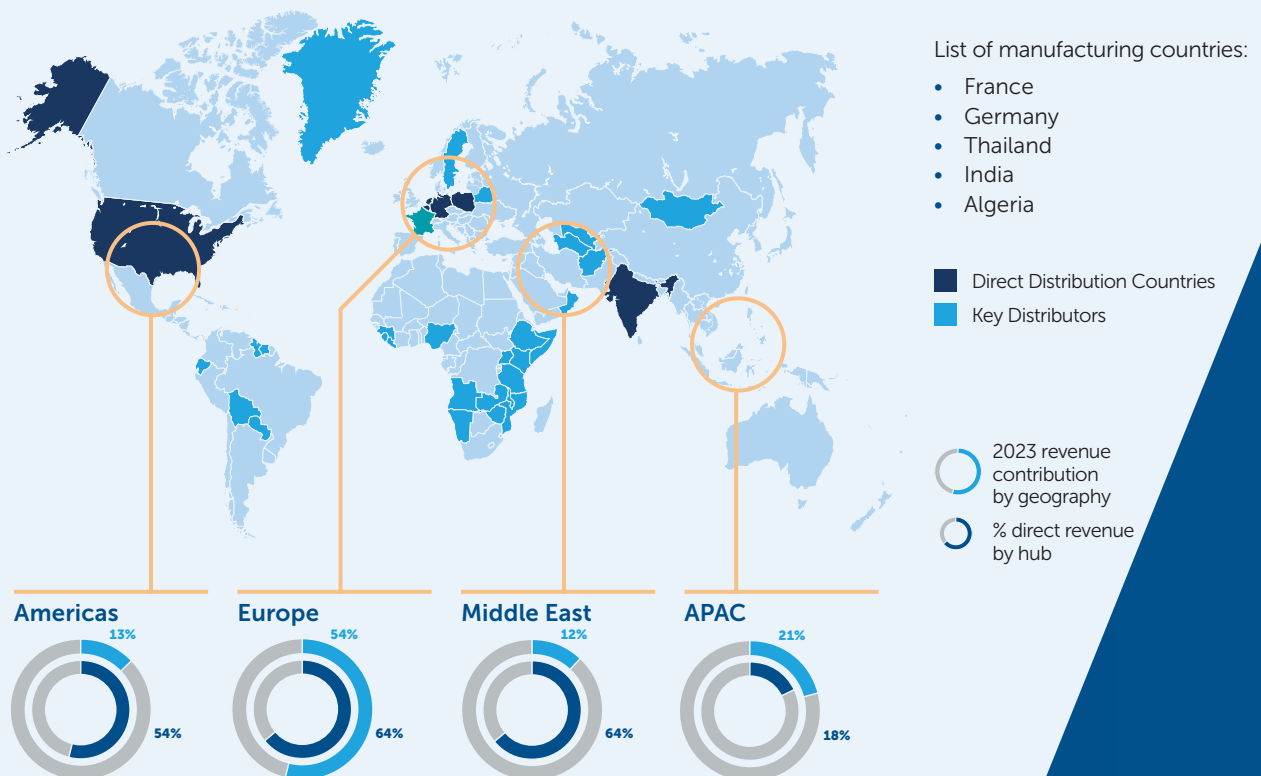 List of manufacturing countries:
• France
• Germany
• Thailand
• India
• Algeria
Direct Distribution Countries
Key Distributors
2023 revenue
contribution
by geography
% direct revenue
by hub
Americas
13%
54%
Europe
54%
64%
Middle East
12%
64%
APAC
21%
18%